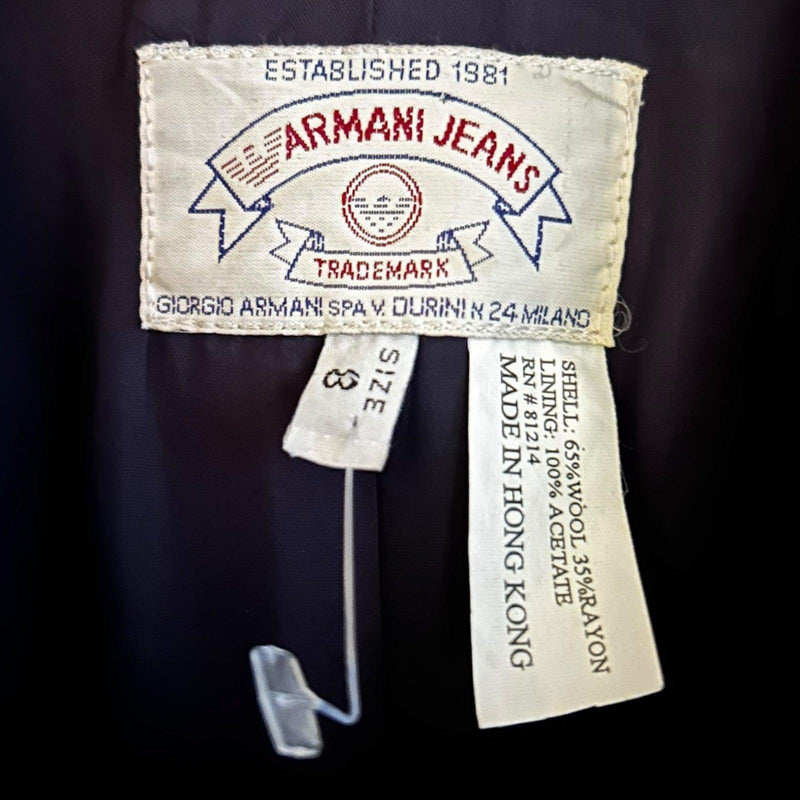 ESTABLISHED 1981
ARMANI JEANS
TRADEMARK
GIORGIO ARMANI SPA V. DURINI N 24 MILANO
SIZE
8
SHELL: 65%WOOL 35%RAYON
LINING: 100% ACETATE
RN # 81214
MADE IN HONG KONG